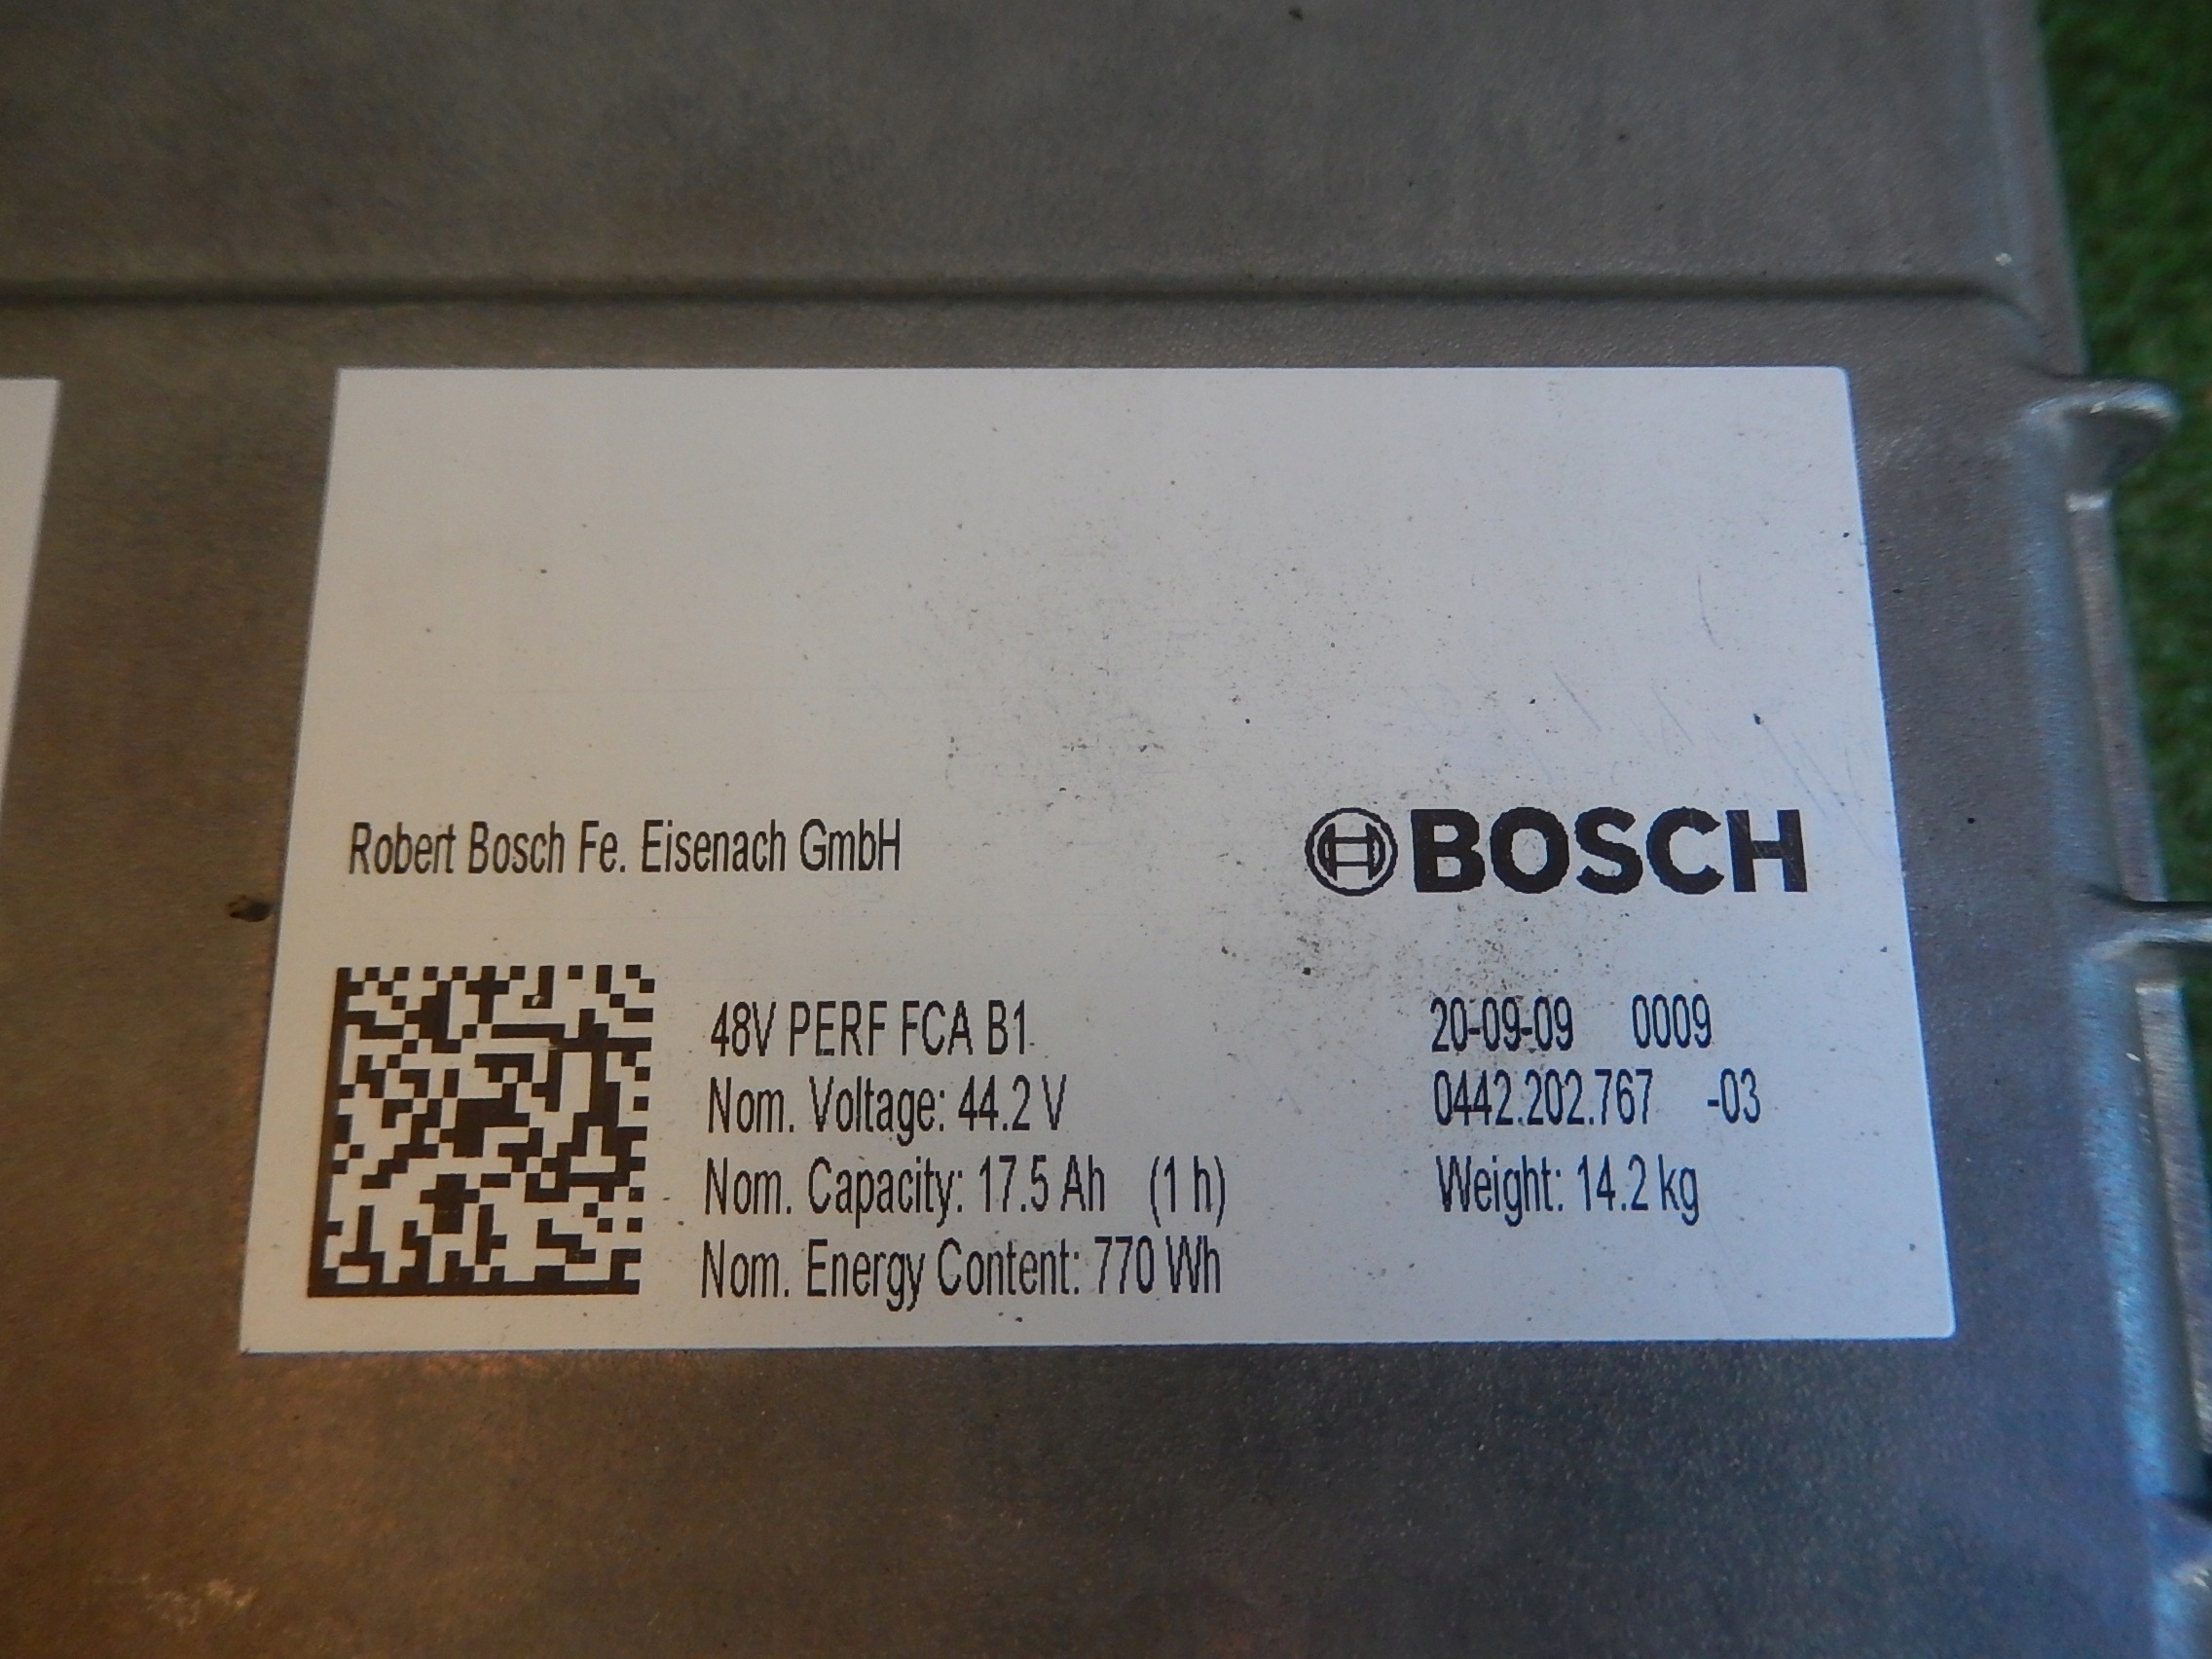 Robert Bosch Fe. Eisenach GmbH
BOSCH
48V PERF FCA B1
20-09-09 0009
Nom. Voltage: 44.2 V
0442.202.767 -03
Nom. Capacity: 17.5 Ah (1 h)
Weight: 14.2 kg
Nom. Energy Content: 770 Wh